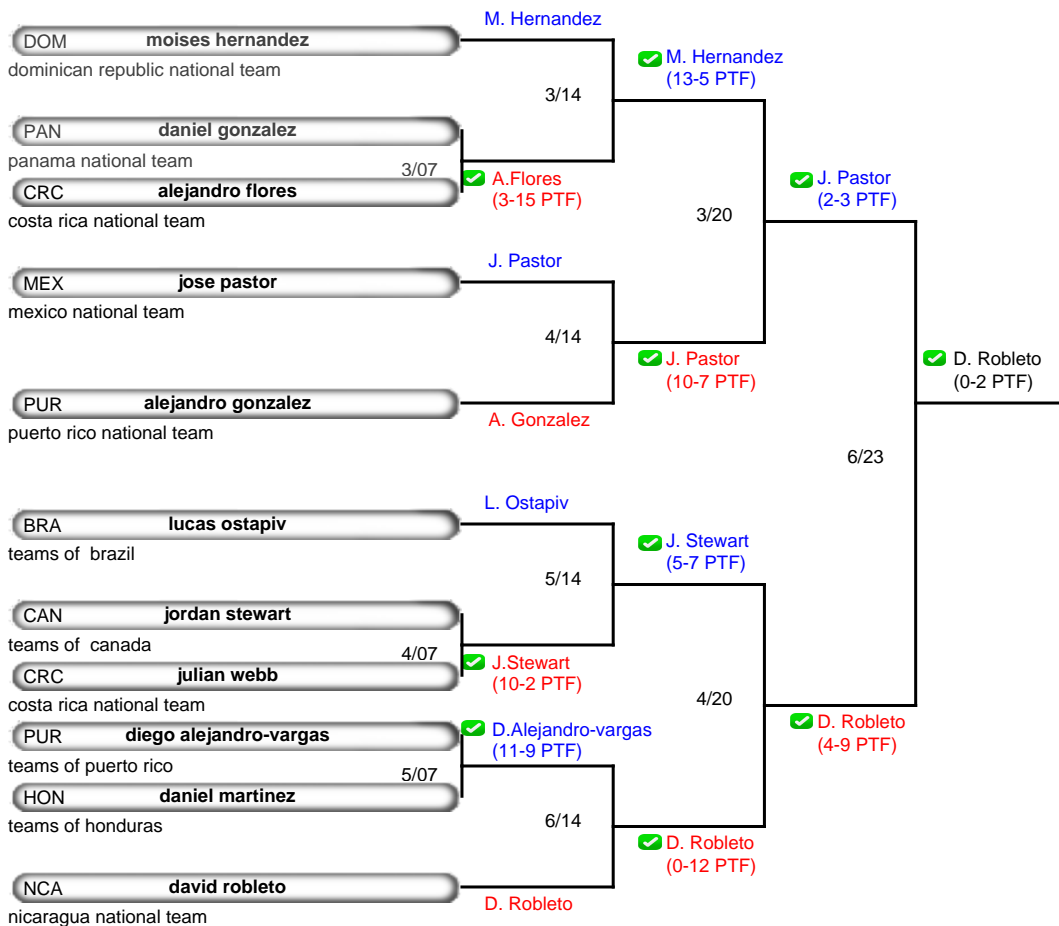 M. Hernandez
DOM moises hernandez
dominican republic national team
M. Hernandez
(13-5 PTF)
3/14
PAN daniel gonzalez
panama national team
3/07
CRC alejandro flores
costa rica national team
A.Flores
(3-15 PTF)
J. Pastor
(2-3 PTF)
3/20
J. Pastor
MEX jose pastor
mexico national team
4/14
J. Pastor
(10-7 PTF)
PUR alejandro gonzalez
puerto rico national team
A. Gonzalez
D. Robleto
(0-2 PTF)
6/23
L. Ostapiv
BRA lucas ostapiv
teams of  brazil
J. Stewart
(5-7 PTF)
5/14
CAN jordan stewart
teams of  canada
4/07
CRC julian webb
costa rica national team
J.Stewart
(10-2 PTF)
4/20
D. Robleto
(4-9 PTF)
PUR diego alejandro-vargas
teams of puerto rico
D.Alejandro-vargas
(11-9 PTF)
5/07
HON daniel martinez
teams of honduras
6/14
D. Robleto
(0-12 PTF)
NCA david robleto
nicaragua national team
D. Robleto